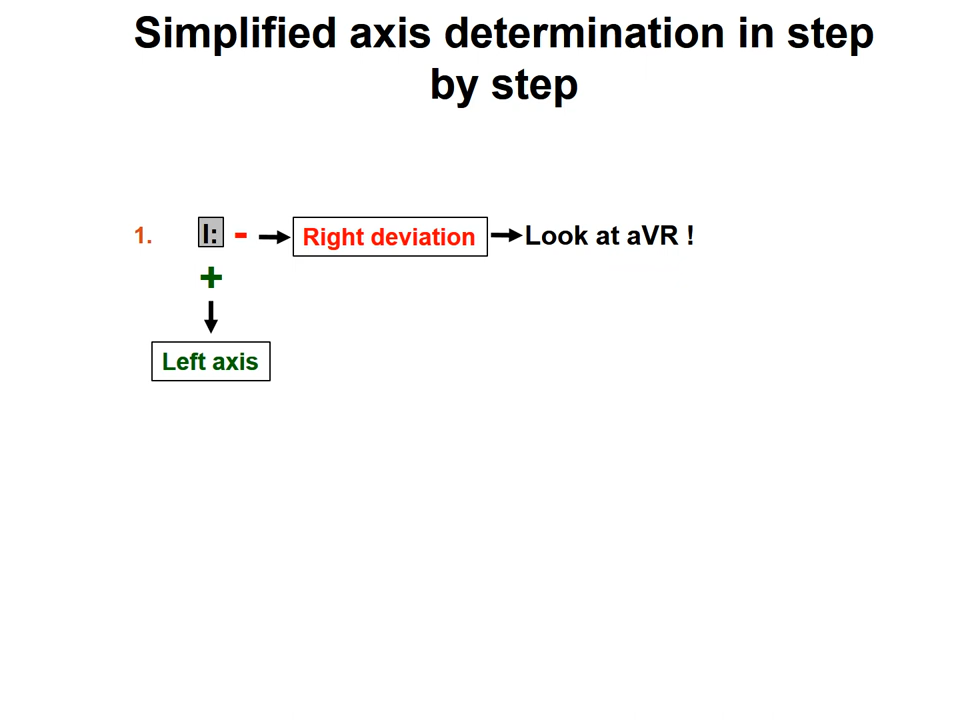 Simplified axis determination in step
by step
1. I: - Right deviation Look at aVR !
+
Left axis